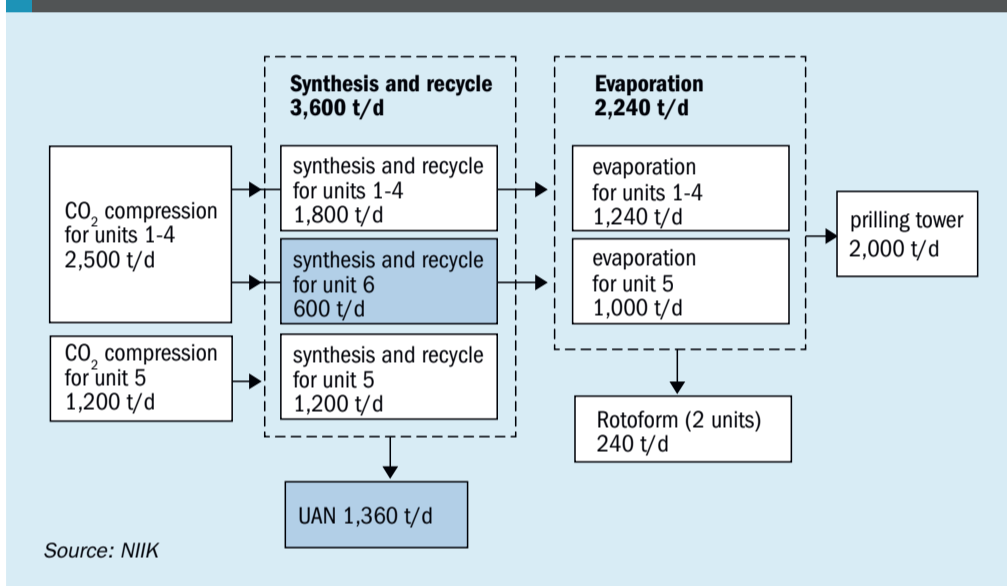 Synthesis and recycle
3,600 t/d
Evaporation
2,240 t/d
CO₂ compression
for units 1-4
2,500 t/d
synthesis and recycle
for units 1-4
1,800 t/d
evaporation
for units 1-4
1,240 t/d
prilling tower
2,000 t/d
synthesis and recycle
for unit 6
600 t/d
evaporation
for unit 5
1,000 t/d
CO₂ compression
for unit 5
1,200 t/d
synthesis and recycle
for unit 5
1,200 t/d
Rotoform (2 units)
240 t/d
UAN 1,360 t/d
Source: NIIK